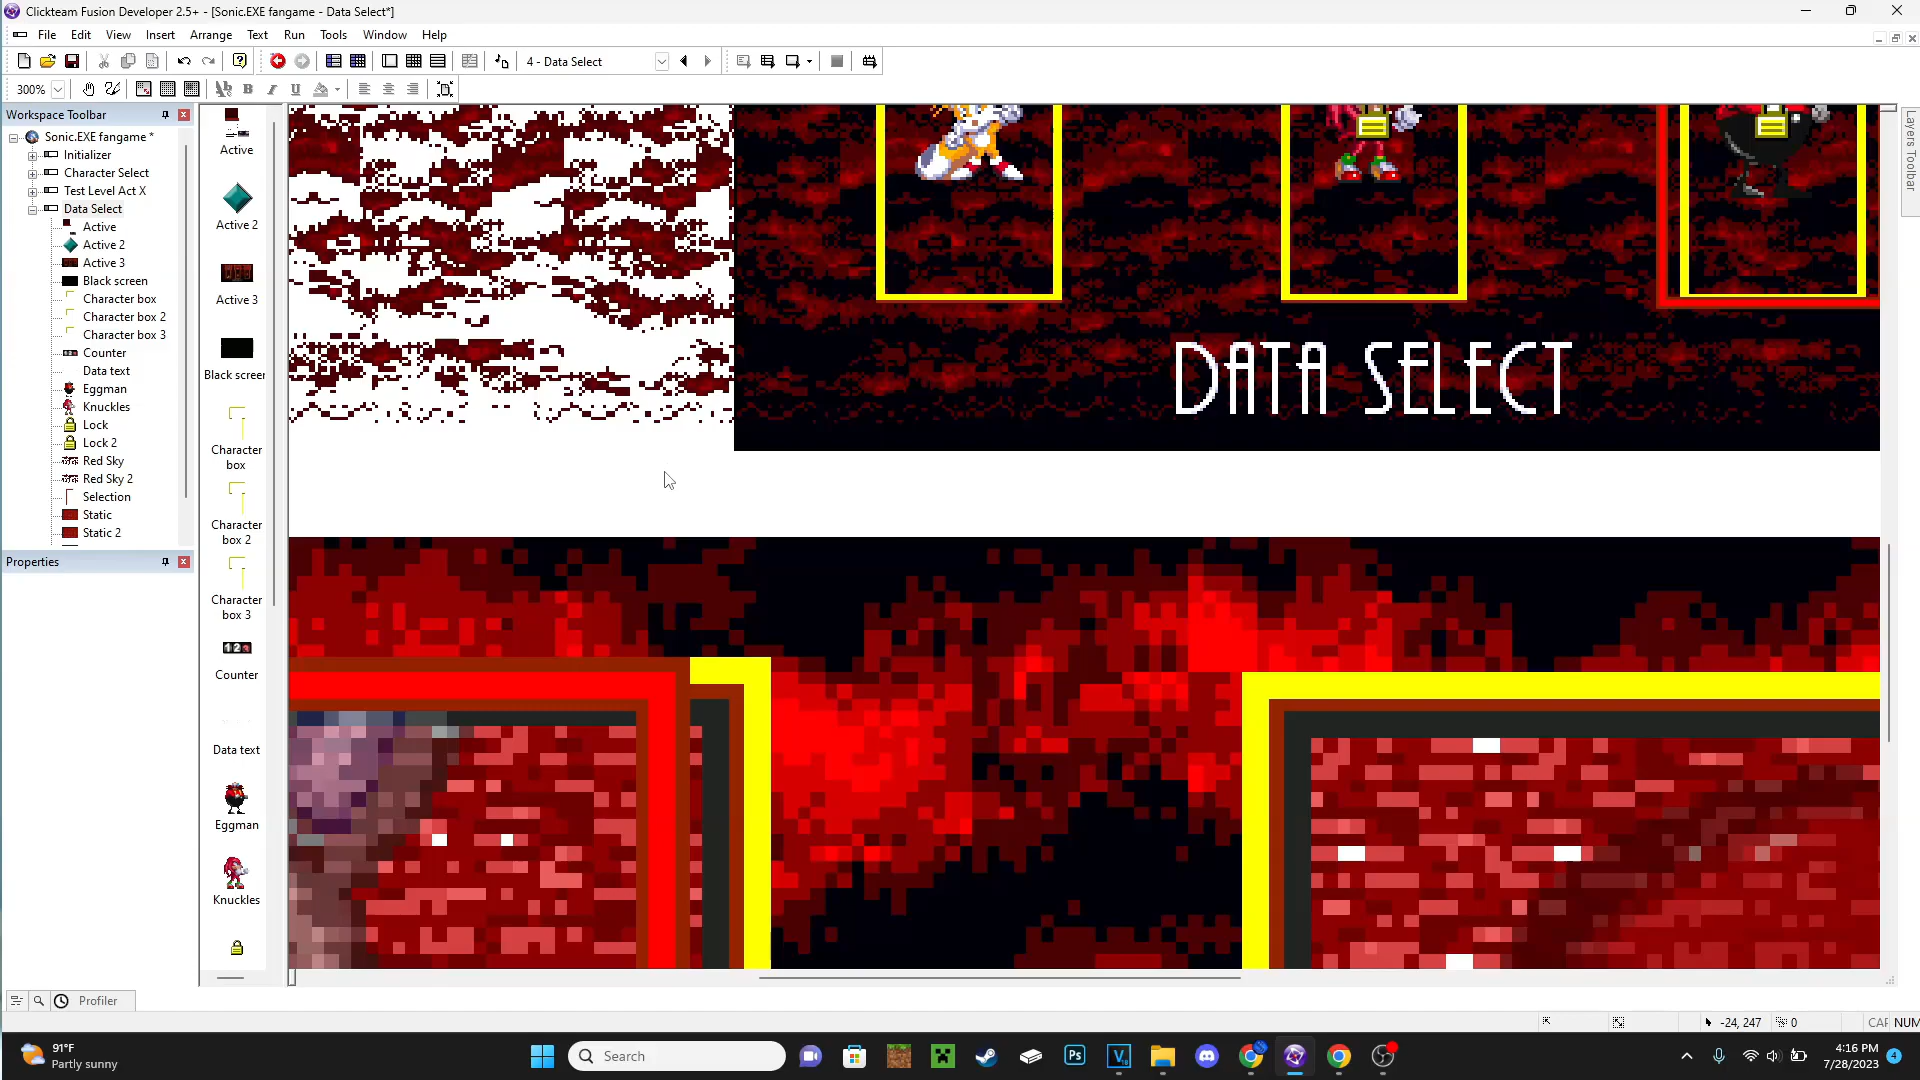 Clickteam Fusion Developer 2.5+ - [Sonic.EXE fangame - Data Select*]
File Edit View Insert Arrange Text Run Tools Window Help
4 - Data Select
300%
Workspace Toolbar
Sonic.EXE fangame *
Initializer
Character Select
Test Level Act X
Data Select
Active
Active 2
Active 3
Black screen
Character box
Character box 2
Character box 3
Counter
Data text
Eggman
Knuckles
Lock
Lock 2
Red Sky
Red Sky 2
Selection
Static
Static 2
Properties
Active
Active 2
Active 3
Black screen
Character
box
Character
box 2
Character
box 3
Counter
Data text
Eggman
Knuckles
DATA SELECT
Layers Toolbar
Profiler
-24, 247
0
CAP NUM
91°F
Partly sunny
Search
Ps
4:16 PM
7/28/2023
4